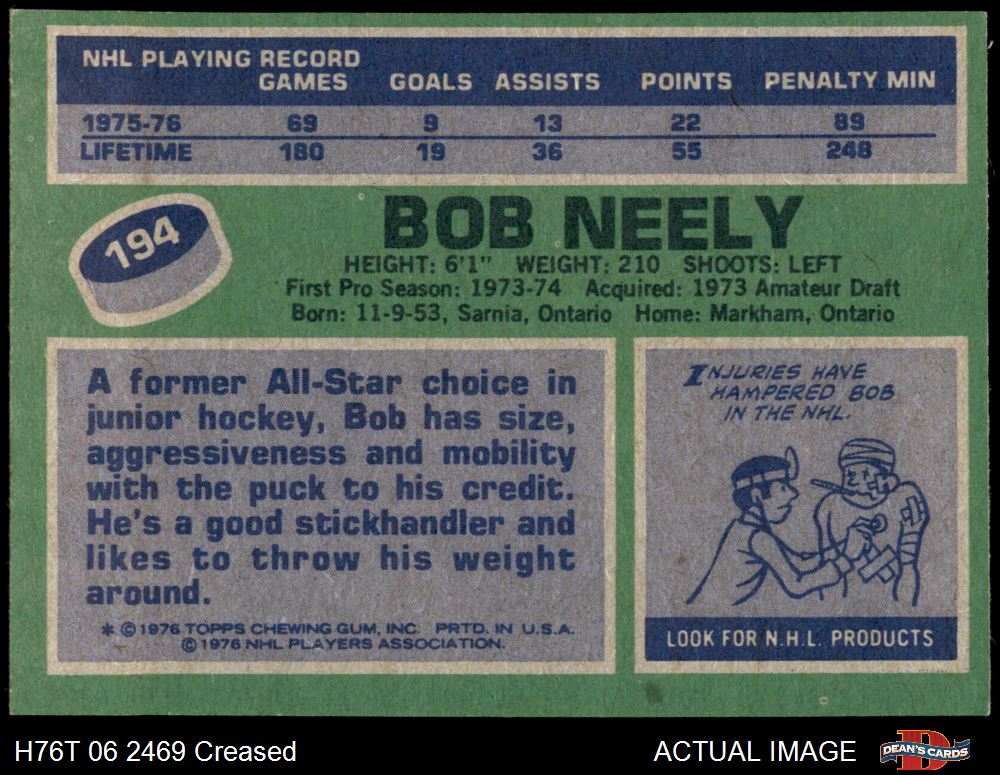 NHL PLAYING RECORD
GAMES GOALS ASSISTS POINTS PENALTY MIN
1975-76 69 9 13 22 89
LIFETIME 180 19 36 55 248
194
BOB NEELY
HEIGHT: 6'1" WEIGHT: 210 SHOOTS: LEFT
First Pro Season: 1973-74 Acquired: 1973 Amateur Draft
Born: 11-9-53, Sarnia, Ontario Home: Markham, Ontario
A former All-Star choice in
junior hockey, Bob has size,
aggressiveness and mobility
with the puck to his credit.
He's a good stickhandler and
likes to throw his weight
around.
* © 1976 TOPPS CHEWING GUM, INC. PRTD. IN U.S.A.
© 1976 NHL PLAYERS ASSOCIATION.
INJURIES HAVE
HAMPERED BOB
IN THE NHL.
LOOK FOR N.H.L. PRODUCTS
H76T 06 2469 Creased
ACTUAL IMAGE
DEAN'S CARDS